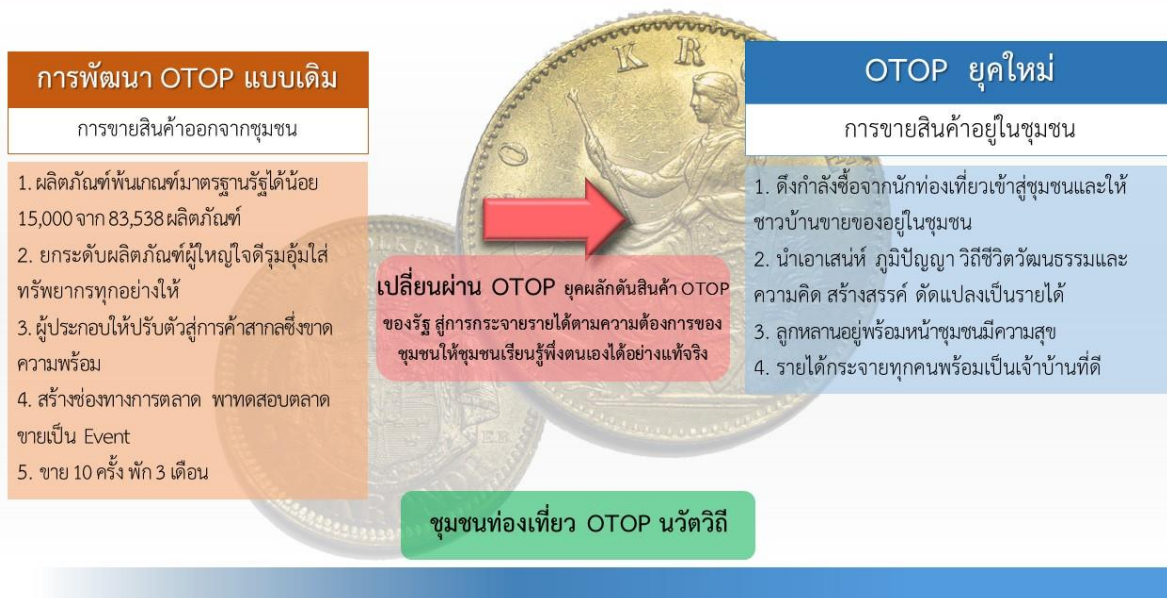 การพัฒนา OTOP แบบเดิม
การขายสินค้าออกจากชุมชน
1. ผลิตภัณฑ์พ้นเกณฑ์มาตรฐานรัฐได้น้อย
15,000 จาก 83,538 ผลิตภัณฑ์
2. ยกระดับผลิตภัณฑ์ผู้ใหญ่ใจดีรุมอุ้มใส่
ทรัพยากรทุกอย่างให้
3. ผู้ประกอบให้ปรับตัวสู่การค้าสากลซึ่งขาด
ความพร้อม
4. สร้างช่องทางการตลาด พาทดสอบตลาด
ขายเป็น Event
5. ขาย 10 ครั้ง พัก 3 เดือน
O KRO
เปลี่ยนผ่าน OTOP ยุคผลักดันสินค้า OTOP
ของรัฐ สู่การกระจายรายได้ตามความต้องการของ
ชุมชนให้ชุมชนเรียนรู้พึ่งตนเองได้อย่างแท้จริง
ชุมชนท่องเที่ยว OTOP นวัตวิถี
OTOP ยุคใหม่
การขายสินค้าอยู่ในชุมชน
1. ดึงกำลังซื้อจากนักท่องเที่ยวเข้าสู่ชุมชนและให้
ชาวบ้านขายของอยู่ในชุมชน
2. นำเอาเสน่ห์ ภูมิปัญญา วิถีชีวิตวัฒนธรรมและ
ความคิด สร้างสรรค์ ดัดแปลงเป็นรายได้
3. ลูกหลานอยู่พร้อมหน้าชุมชนมีความสุข
4. รายได้กระจายทุกคนพร้อมเป็นเจ้าบ้านที่ดี